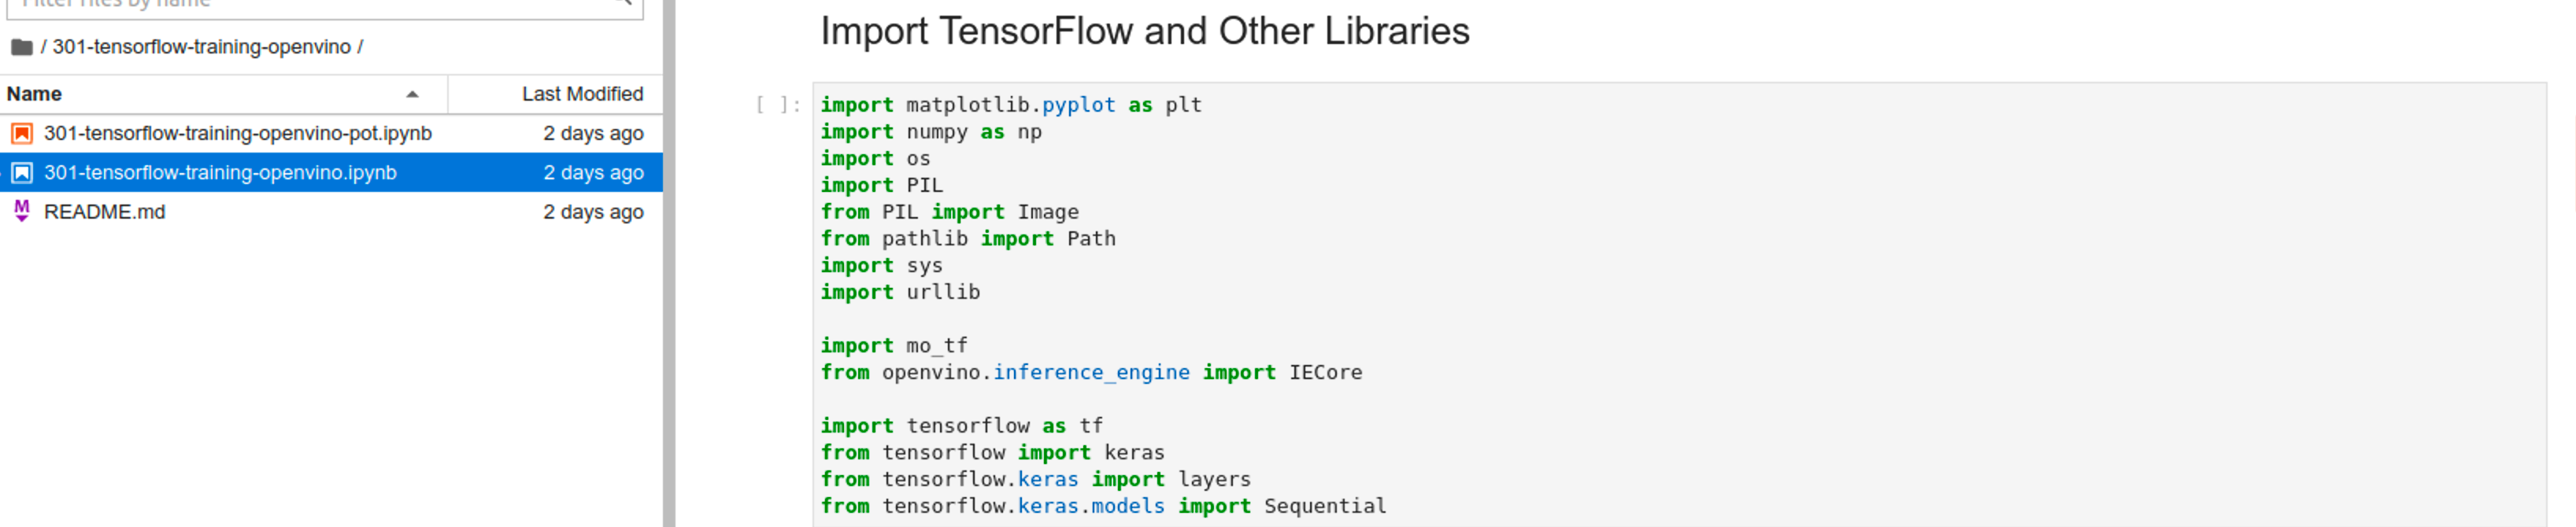 Filter files by name
/ 301-tensorflow-training-openvino /
Name Last Modified
301-tensorflow-training-openvino-pot.ipynb 2 days ago
301-tensorflow-training-openvino.ipynb 2 days ago
README.md 2 days ago
Import TensorFlow and Other Libraries
[ ]:
import matplotlib.pyplot as plt
import numpy as np
import os
import PIL
from PIL import Image
from pathlib import Path
import sys
import urllib
import mo_tf
from openvino.inference_engine import IECore
import tensorflow as tf
from tensorflow import keras
from tensorflow.keras import layers
from tensorflow.keras.models import Sequential